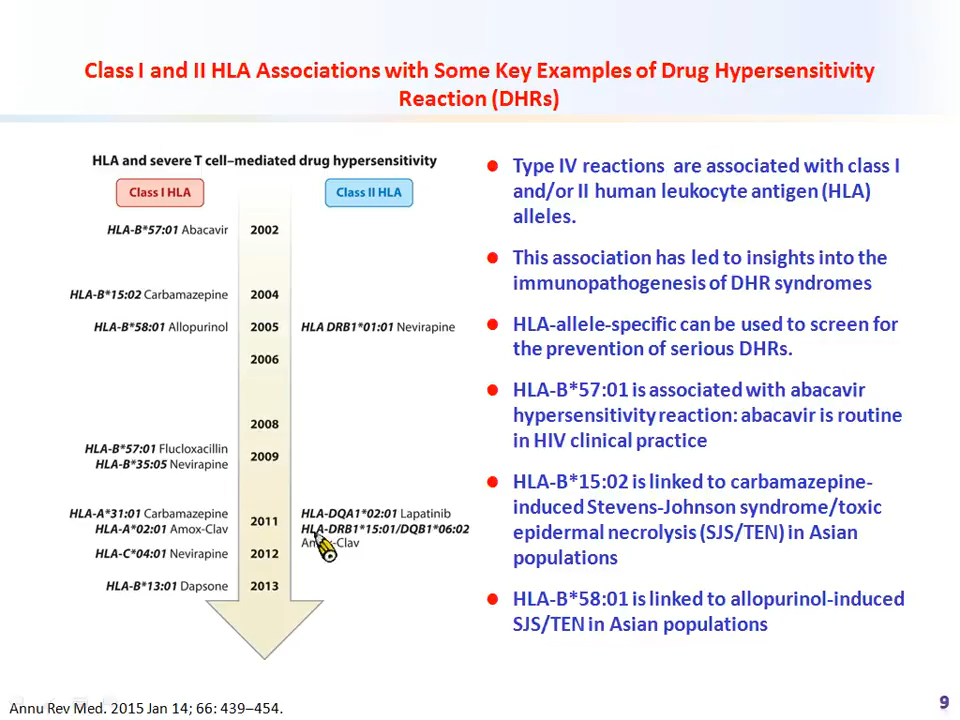 Class I and II HLA Associations with Some Key Examples of Drug Hypersensitivity
Reaction (DHRs)
HLA and severe T cell–mediated drug hypersensitivity
Class I HLA
Class II HLA
HLA-B*57:01 Abacavir
2002
HLA-B*15:02 Carbamazepine
2004
HLA-B*58:01 Allopurinol
2005
HLA DRB1*01:01 Nevirapine
2006
2008
HLA-B*57:01 Flucloxacillin
HLA-B*35:05 Nevirapine
2009
HLA-A*31:01 Carbamazepine
HLA-A*02:01 Amox-Clav
2011
HLA-DQA1*02:01 Lapatinib
HLA-DRB1*15:01/DQB1*06:02
Amox-Clav
HLA-C*04:01 Nevirapine
2012
HLA-B*13:01 Dapsone
2013
Type IV reactions are associated with class I
and/or II human leukocyte antigen (HLA)
alleles.
This association has led to insights into the
immunopathogenesis of DHR syndromes
HLA-allele-specific can be used to screen for
the prevention of serious DHRs.
HLA-B*57:01 is associated with abacavir
hypersensitivity reaction: abacavir is routine
in HIV clinical practice
HLA-B*15:02 is linked to carbamazepine-
induced Stevens-Johnson syndrome/toxic
epidermal necrolysis (SJS/TEN) in Asian
populations
HLA-B*58:01 is linked to allopurinol-induced
SJS/TEN in Asian populations
Annu Rev Med. 2015 Jan 14; 66: 439–454.
9